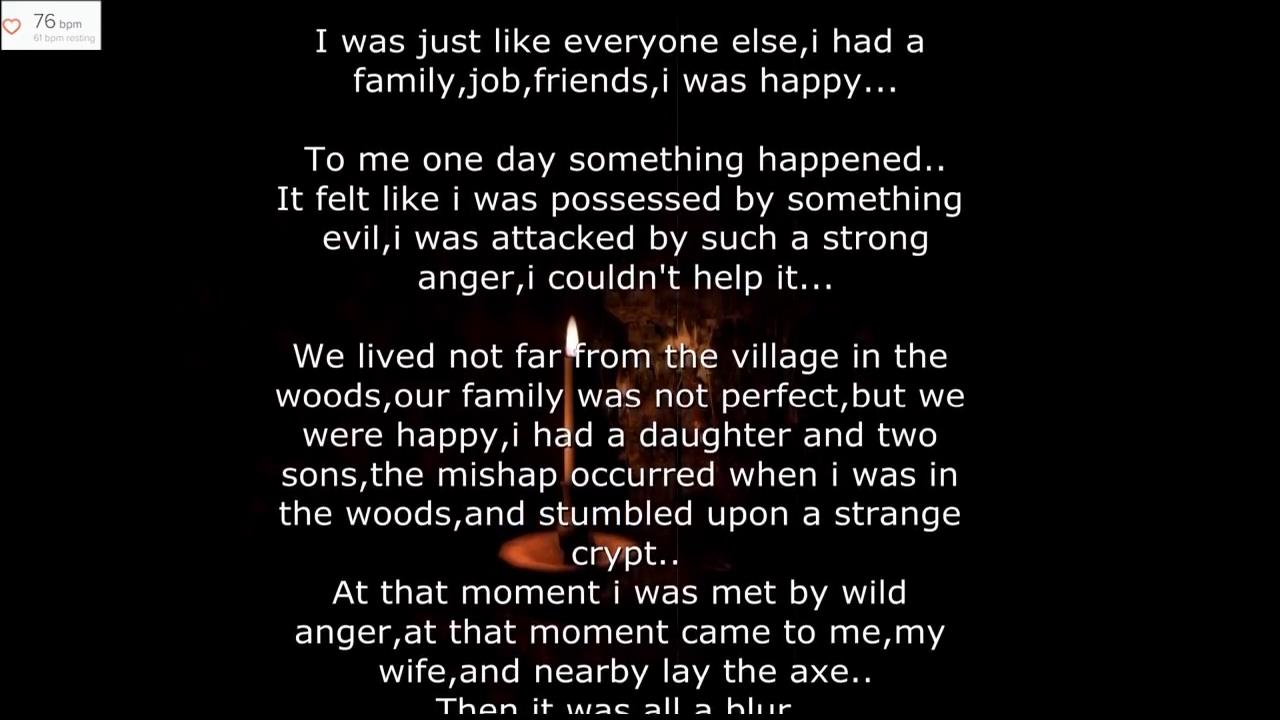 76 bpm
61 bpm resting
I was just like everyone else,i had a
family,job,friends,i was happy...
To me one day something happened..
It felt like i was possessed by something
evil,i was attacked by such a strong
anger,i couldn't help it...
We lived not far from the village in the
woods,our family was not perfect,but we
were happy,i had a daughter and two
sons,the mishap occurred when i was in
the woods,and stumbled upon a strange
crypt..
At that moment i was met by wild
anger,at that moment came to me,my
wife,and nearby lay the axe..
Then it was all a blur